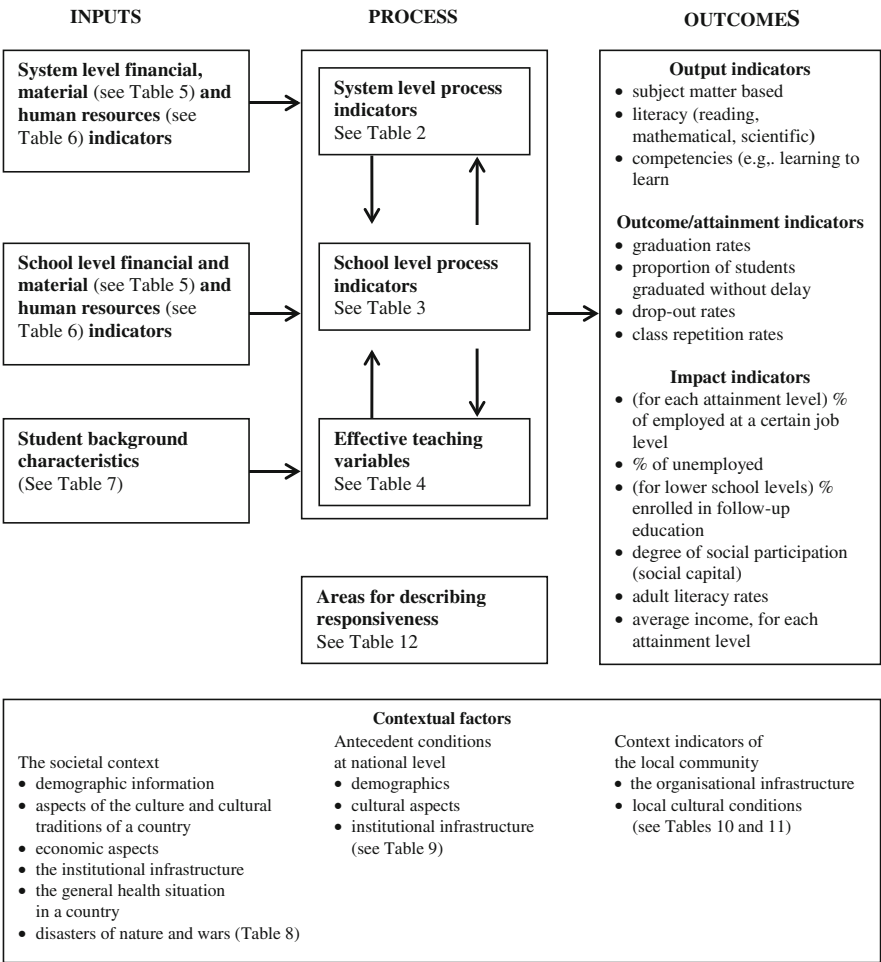 INPUTS
PROCESS
OUTCOMES
System level financial,
material (see Table 5) and
human resources (see
Table 6) indicators
School level financial and
material (see Table 5) and
human resources (see
Table 6) indicators
Student background
characteristics
(See Table 7)
System level process
indicators
See Table 2
School level process
indicators
See Table 3
Effective teaching
variables
See Table 4
Areas for describing
responsiveness
See Table 12
Output indicators
• subject matter based
• literacy (reading,
mathematical, scientific)
• competencies (e.g,. learning to
learn
Outcome/attainment indicators
• graduation rates
• proportion of students
graduated without delay
• drop-out rates
• class repetition rates
Impact indicators
• (for each attainment level) %
of employed at a certain job
level
• % of unemployed
• (for lower school levels) %
enrolled in follow-up
education
• degree of social participation
(social capital)
• adult literacy rates
• average income, for each
attainment level
Contextual factors
The societal context
• demographic information
• aspects of the culture and cultural
traditions of a country
• economic aspects
• the institutional infrastructure
• the general health situation
in a country
• disasters of nature and wars (Table 8)
Antecedent conditions
at national level
• demographics
• cultural aspects
• institutional infrastructure
(see Table 9)
Context indicators of
the local community
• the organisational infrastructure
• local cultural conditions
(see Tables 10 and 11)